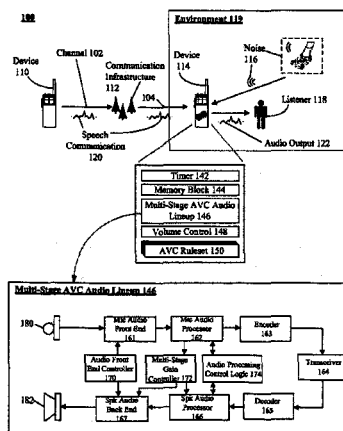 100
Environment 119
Device
110
Channel 102
Communication
Infrastructure
112
104
Device
114
Noise
116
Listener 118
Speech
Communication
120
Audio Output 122
Timer 142
Memory Block 144
Multi-Stage AVC Audio
Lineup 146
Volume Control 148
AVC Ruleset 150
Multi-Stage AVC Audio Lineup 146
180
Mic Audio
Front End
161
Mic Audio
Processor
162
Encoder
163
Audio Front
End Controller
170
Multi-Stage
Gain
Controller 172
Audio Processing
Control Logic 174
Transceiver
164
182
Spkr Audio
Back End
167
Spkr Audio
Processor
166
Decoder
165